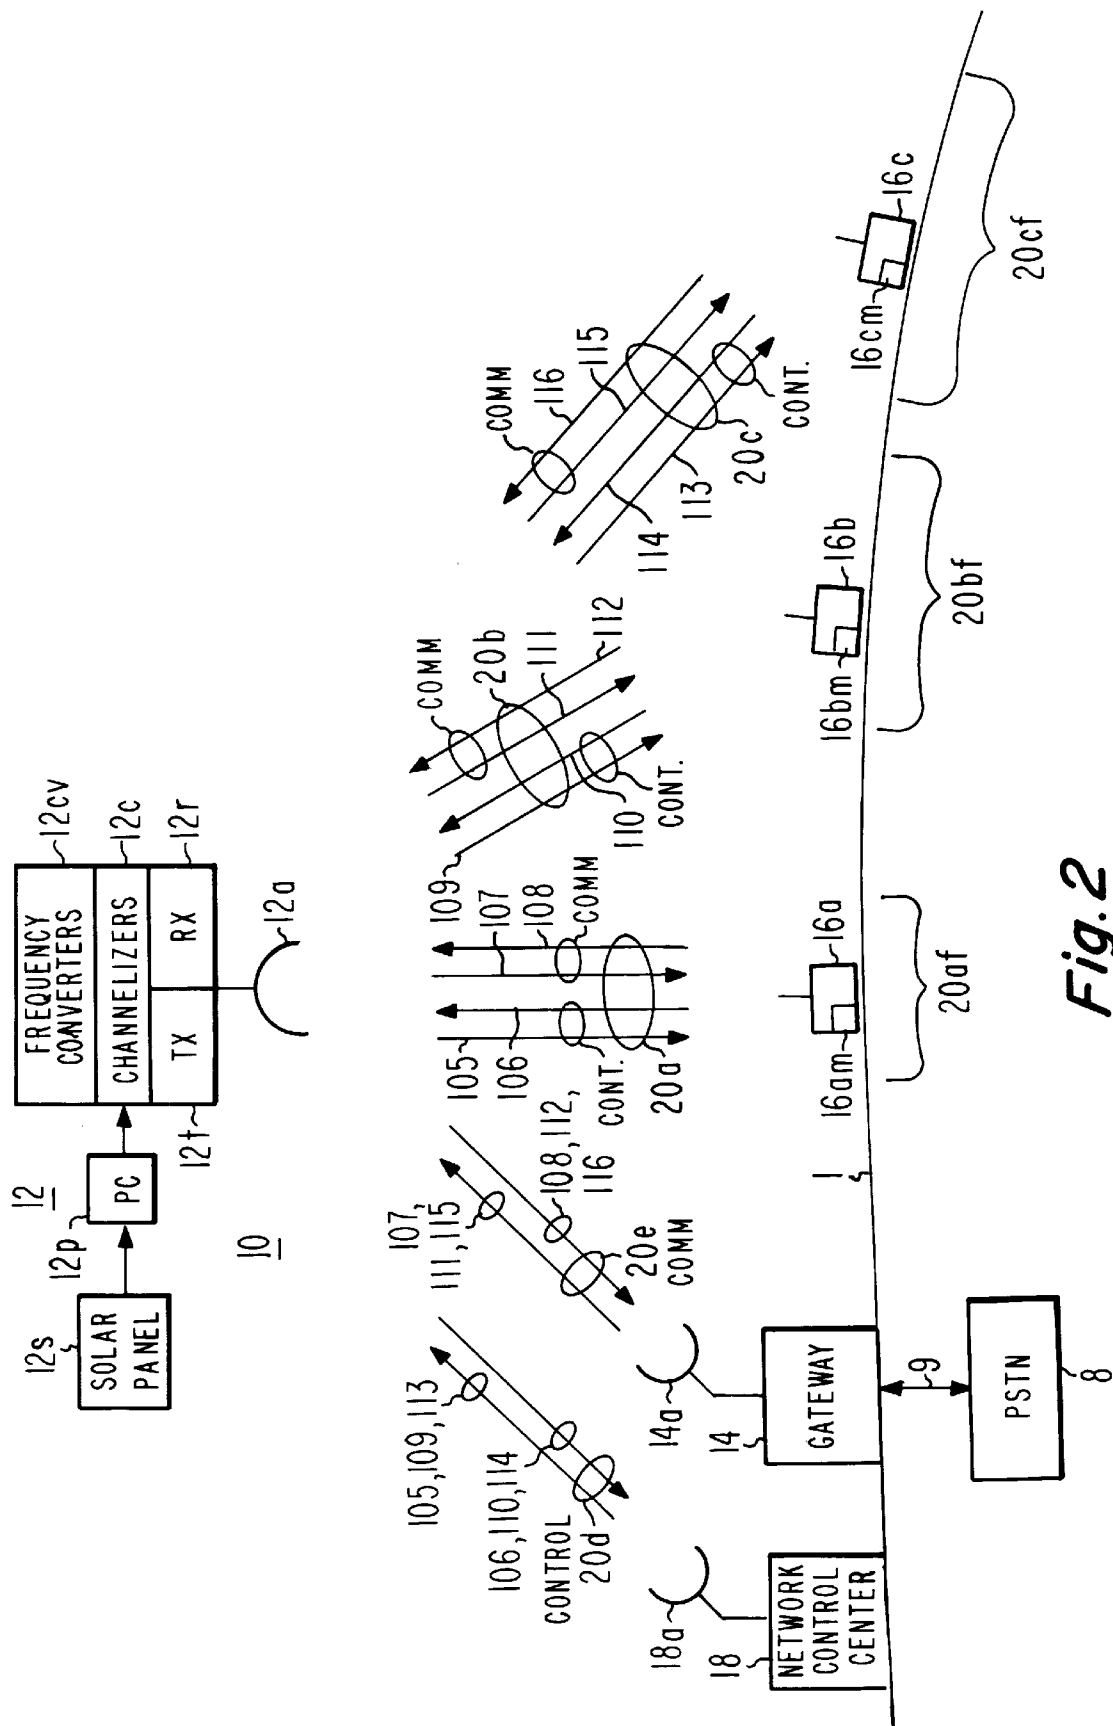 12s
SOLAR
PANEL
12p
PC
12
10
12t
FREQUENCY
CONVERTERS
CHANNELIZERS
TX
RX
12cv
12c
12r
12a
105,109,113
106,110,114
CONTROL
20d
107,
111,115
108,112,
116
20e
COMM
105
106
CONT.
20a
107
108
COMM
109
110
CONT.
COMM
20b
111
112
COMM
116
115
114
113
20c
CONT.
18a
18
NETWORK
CONTROL
CENTER
14a
14
GATEWAY
9
PSTN
8
1
16am
16a
20af
16bm
16b
20bf
16cm
16c
20cf
Fig.2